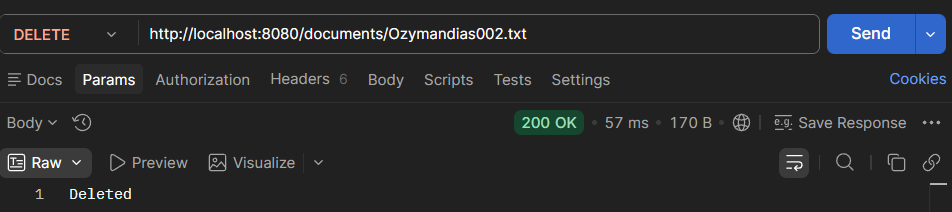 DELETE http://localhost:8080/documents/Ozymandias002.txt Send
Docs Params Authorization Headers 6 Body Scripts Tests Settings Cookies
Body 200 OK • 57 ms • 170 B • e.g. Save Response
Raw Preview Visualize
1 Deleted